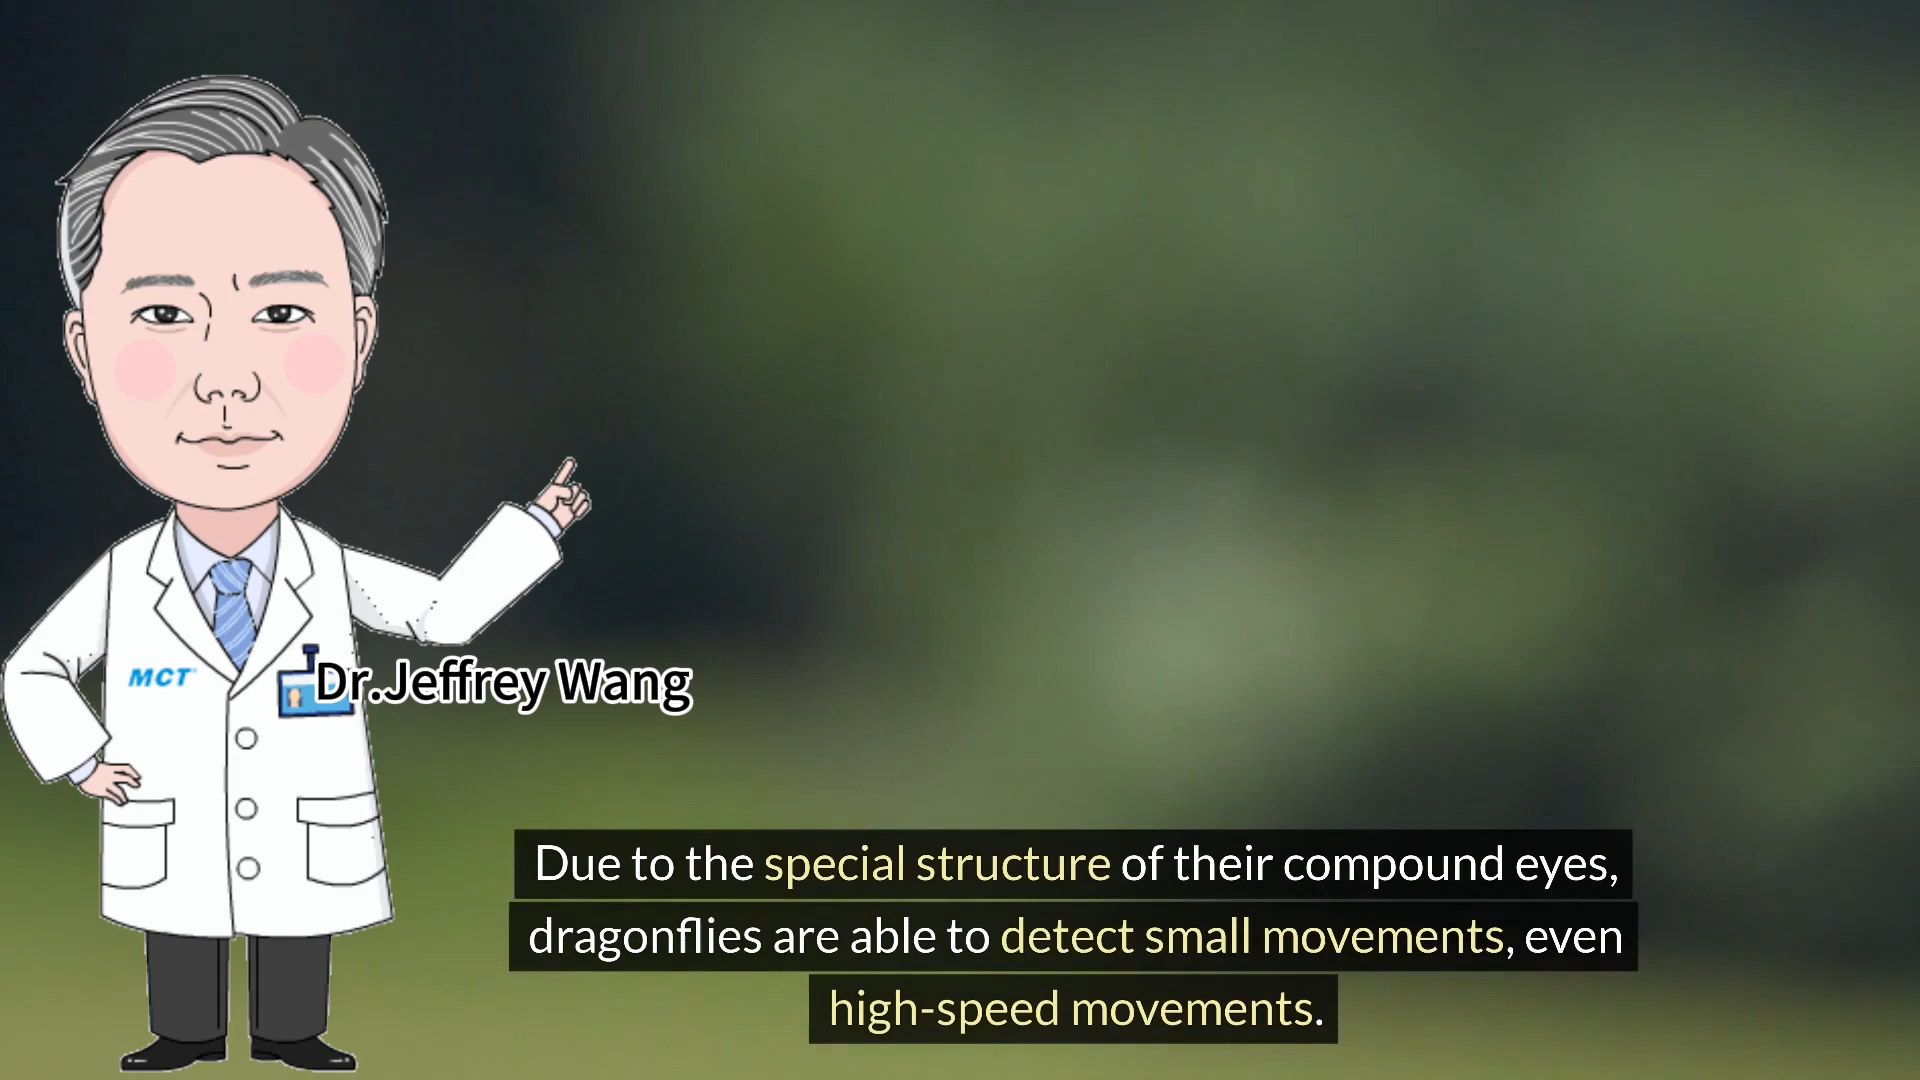 MCT
Dr.Jeffrey Wang
Due to the special structure of their compound eyes,
dragonflies are able to detect small movements, even
high-speed movements.